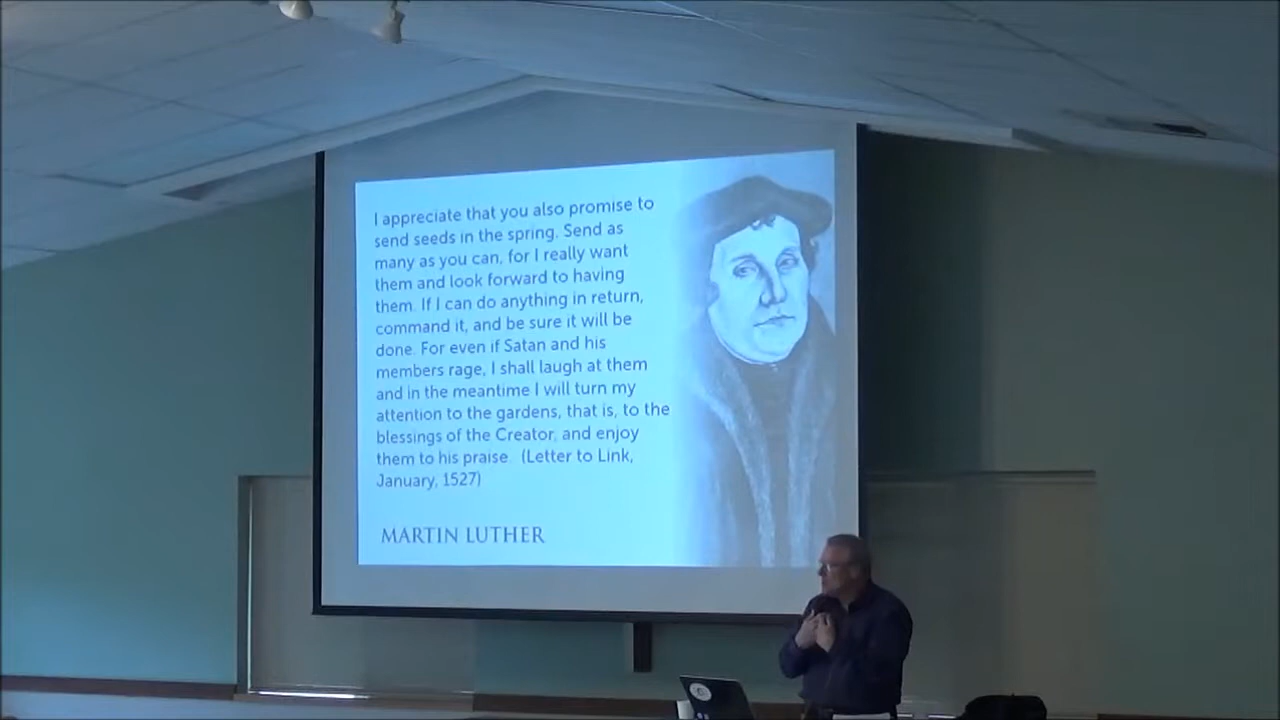 I appreciate that you also promise to
send seeds in the spring. Send as
many as you can, for I really want
them and look forward to having
them. If I can do anything in return,
command it, and be sure it will be
done. For even if Satan and his
members rage, I shall laugh at them
and in the meantime I will turn my
attention to the gardens, that is, to the
blessings of the Creator, and enjoy
them to his praise. (Letter to Link,
January, 1527)
MARTIN LUTHER